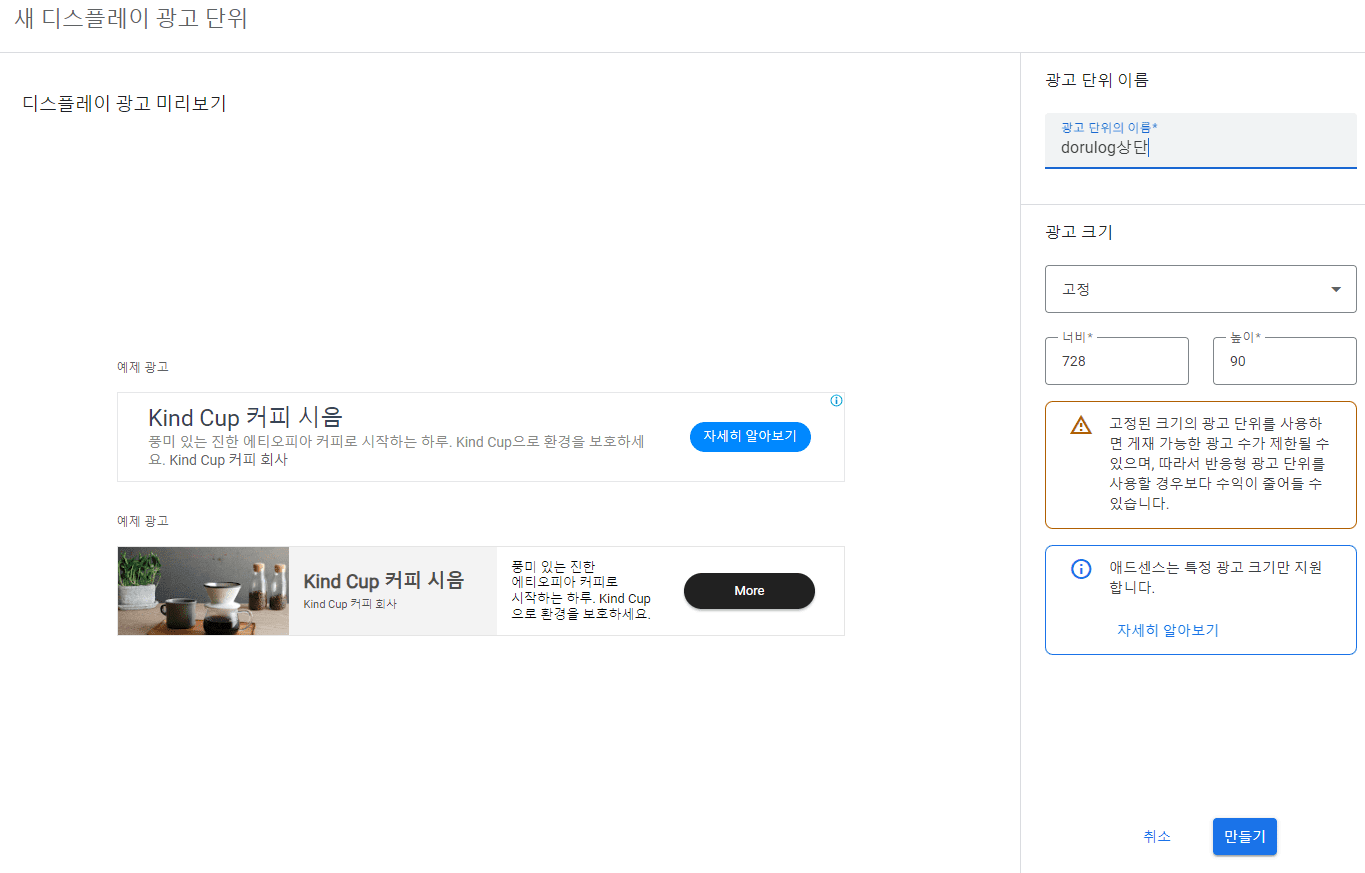 새 디스플레이 광고 단위
디스플레이 광고 미리보기
예제 광고
Kind Cup 커피 시음
풍미 있는 진한 에티오피아 커피로 시작하는 하루. Kind Cup으로 환경을 보호하세
요. Kind Cup 커피 회사
자세히 알아보기
예제 광고
Kind Cup 커피 시음
Kind Cup 커피 회사
풍미 있는 진한
에티오피아 커피로
시작하는 하루. Kind Cup
으로 환경을 보호하세요.
More
광고 단위 이름
광고 단위의 이름*
dorulog상단
광고 크기
고정
너비*
728
높이*
90
고정된 크기의 광고 단위를 사용하
면 게재 가능한 광고 수가 제한될 수
있으며, 따라서 반응형 광고 단위를
사용할 경우보다 수익이 줄어들 수
있습니다.
애드센스는 특정 광고 크기만 지원
합니다.
자세히 알아보기
취소
만들기